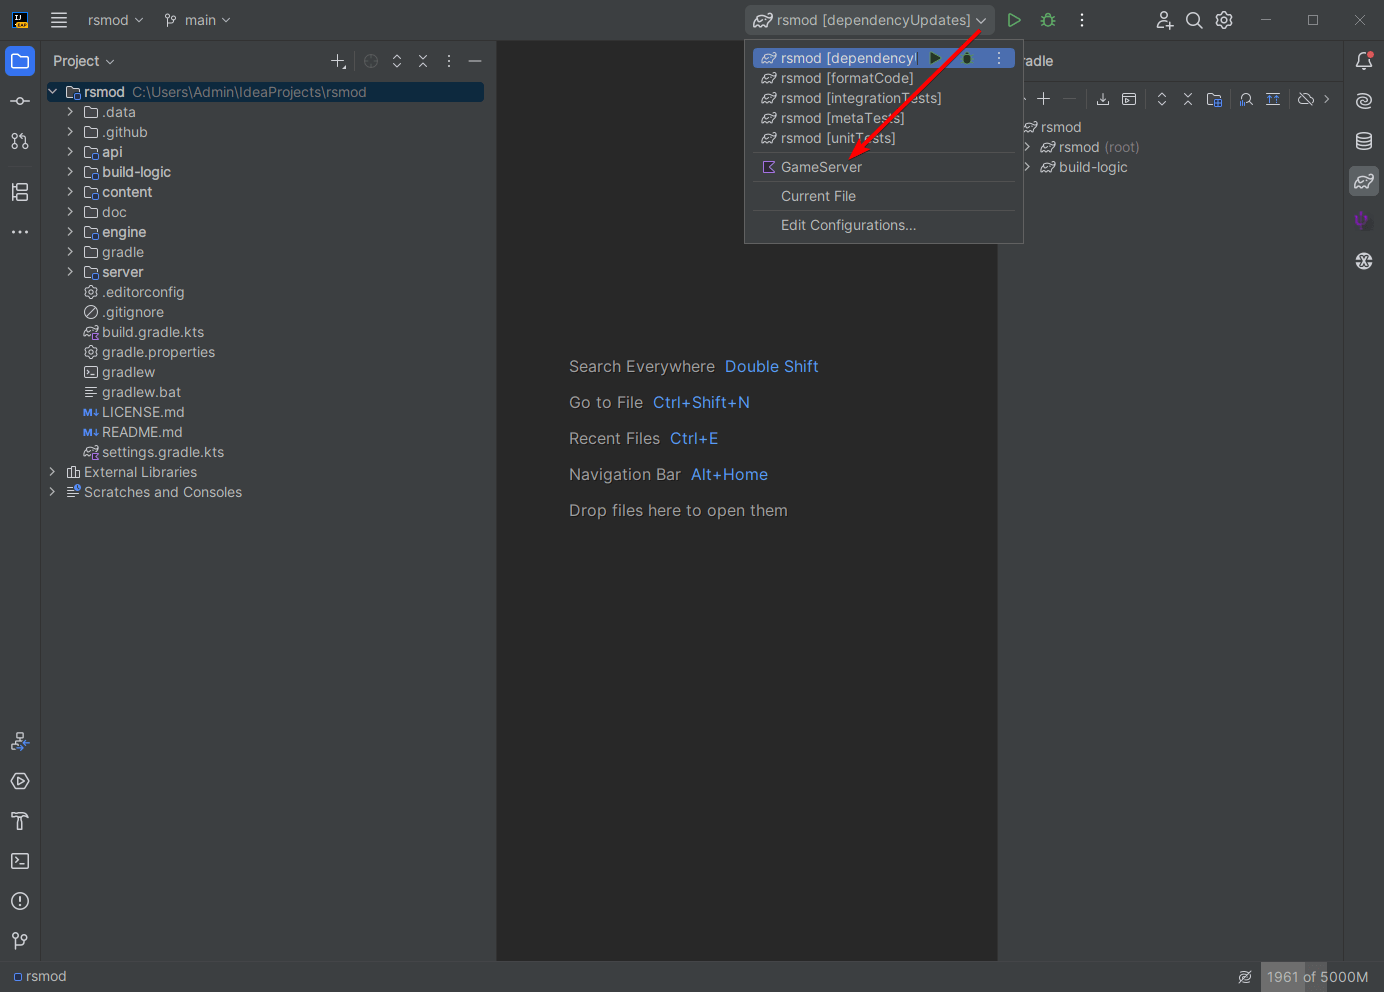 rsmod
main
rsmod [dependencyUpdates]
Project
rsmod C:\Users\Admin\IdeaProjects\rsmod
.data
.github
api
build-logic
content
doc
engine
gradle
server
.editorconfig
.gitignore
build.gradle.kts
gradle.properties
gradlew
gradlew.bat
M↓ LICENSE.md
M↓ README.md
settings.gradle.kts
External Libraries
Scratches and Consoles
rsmod [dependency
rsmod [formatCode]
rsmod [integrationTests]
rsmod [metaTests]
rsmod [unitTests]
GameServer
Current File
Edit Configurations...
Search Everywhere Double Shift
Go to File Ctrl+Shift+N
Recent Files Ctrl+E
Navigation Bar Alt+Home
Drop files here to open them
adle
rsmod
rsmod (root)
build-logic
rsmod
1961 of 5000M